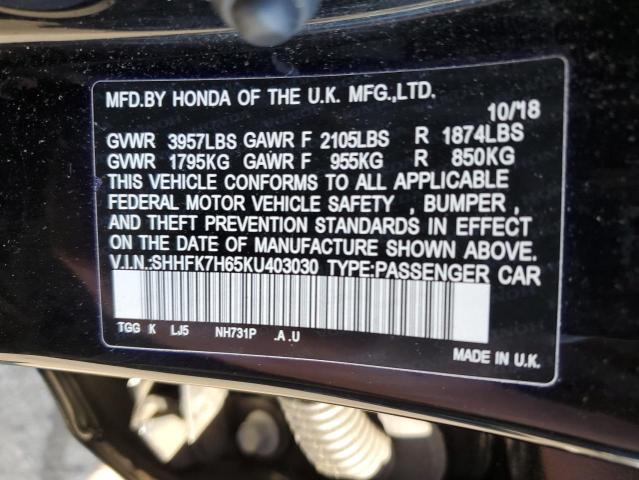 MFD.BY HONDA OF THE U.K. MFG.,LTD.
10/18
GVWR 3957LBS GAWR F 2105LBS R 1874LBS
GVWR 1795KG GAWR F 955KG R 850KG
THIS VEHICLE CONFORMS TO ALL APPLICABLE
FEDERAL MOTOR VEHICLE SAFETY , BUMPER ,
AND THEFT PREVENTION STANDARDS IN EFFECT
ON THE DATE OF MANUFACTURE SHOWN ABOVE.
V.I.N.:SHHFK7H65KU403030 TYPE:PASSENGER CAR
TGG K LJ5 NH731P .A .U
MADE IN U.K.